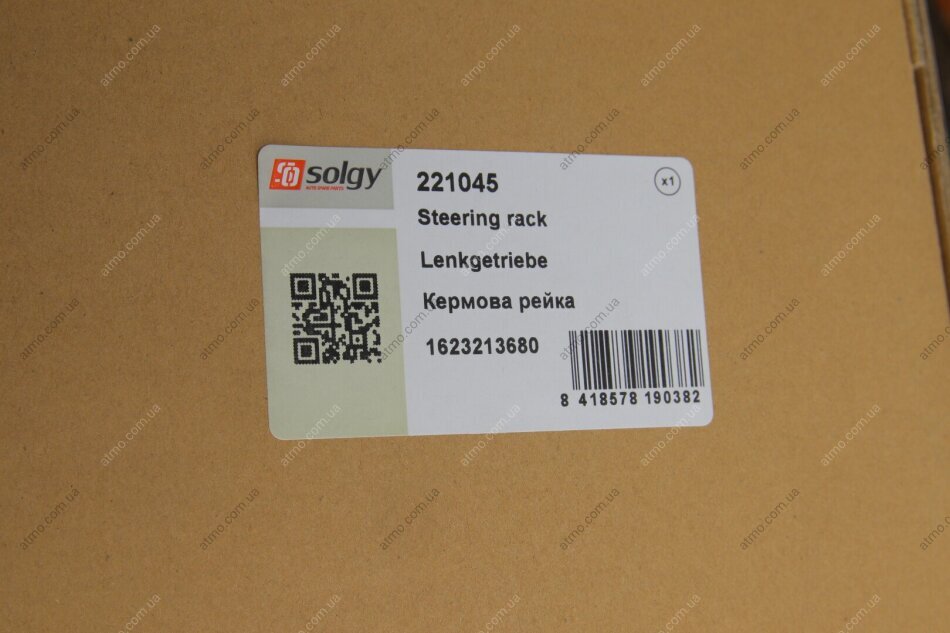 solgy
AUTO SPARE PARTS
221045
x1
Steering rack
Lenkgetriebe
Кермова рейка
1623213680
8 418578 190382
atmo.com.ua